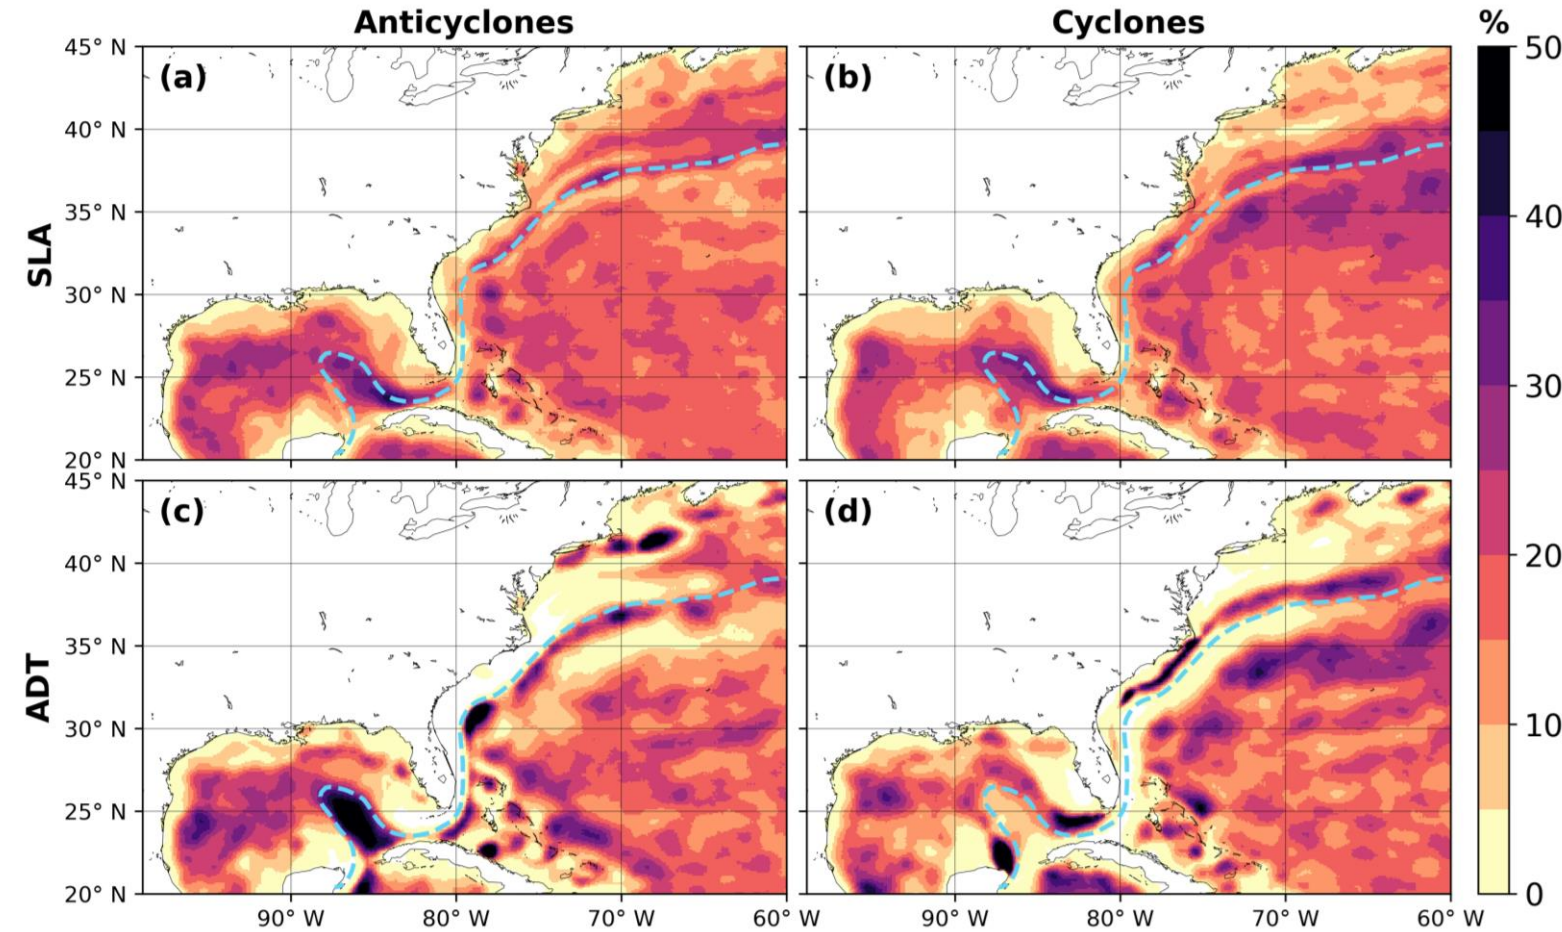 Anticyclones Cyclones %
45° N (a) (b) 50
40° N
SLA 35° N 40
30° N
25° N 30
20° N
45° N (c) (d)
40° N 20
ADT 35° N
30° N 10
25° N
20° N 0
90° W 80° W 70° W 60° W 90° W 80° W 70° W 60° W